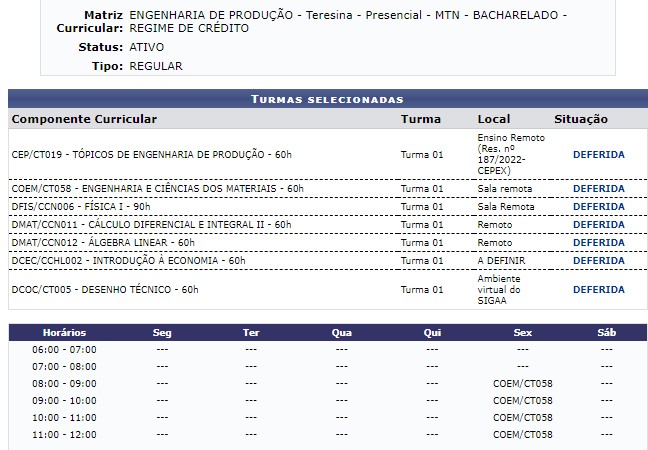 Matriz Curricular: ENGENHARIA DE PRODUÇÃO - Teresina - Presencial - MTN - BACHARELADO -
REGIME DE CRÉDITO
Status: ATIVO
Tipo: REGULAR
TURMAS SELECIONADAS
Componente Curricular Turma Local Situação
CEP/CT019 - TÓPICOS DE ENGENHARIA DE PRODUÇÃO - 60h Turma 01 Ensino Remoto (Res. nº 187/2022-CEPEX) DEFERIDA
COEM/CT058 - ENGENHARIA E CIÊNCIAS DOS MATERIAIS - 60h Turma 01 Sala remota DEFERIDA
DFIS/CCN006 - FÍSICA I - 90h Turma 01 Sala Remota DEFERIDA
DMAT/CCN011 - CÁLCULO DIFERENCIAL E INTEGRAL II - 60h Turma 01 Remoto DEFERIDA
DMAT/CCN012 - ÁLGEBRA LINEAR - 60h Turma 01 Remoto DEFERIDA
DCEC/CCHL002 - INTRODUÇÃO À ECONOMIA - 60h Turma 01 A DEFINIR DEFERIDA
DCOC/CT005 - DESENHO TÉCNICO - 60h Turma 01 Ambiente virtual do SIGAA DEFERIDA
Horários Seg Ter Qua Qui Sex Sáb
06:00 - 07:00 --- --- --- --- --- ---
07:00 - 08:00 --- --- --- --- --- ---
08:00 - 09:00 --- --- --- --- COEM/CT058 ---
09:00 - 10:00 --- --- --- --- COEM/CT058 ---
10:00 - 11:00 --- --- --- --- COEM/CT058 ---
11:00 - 12:00 --- --- --- --- COEM/CT058 ---